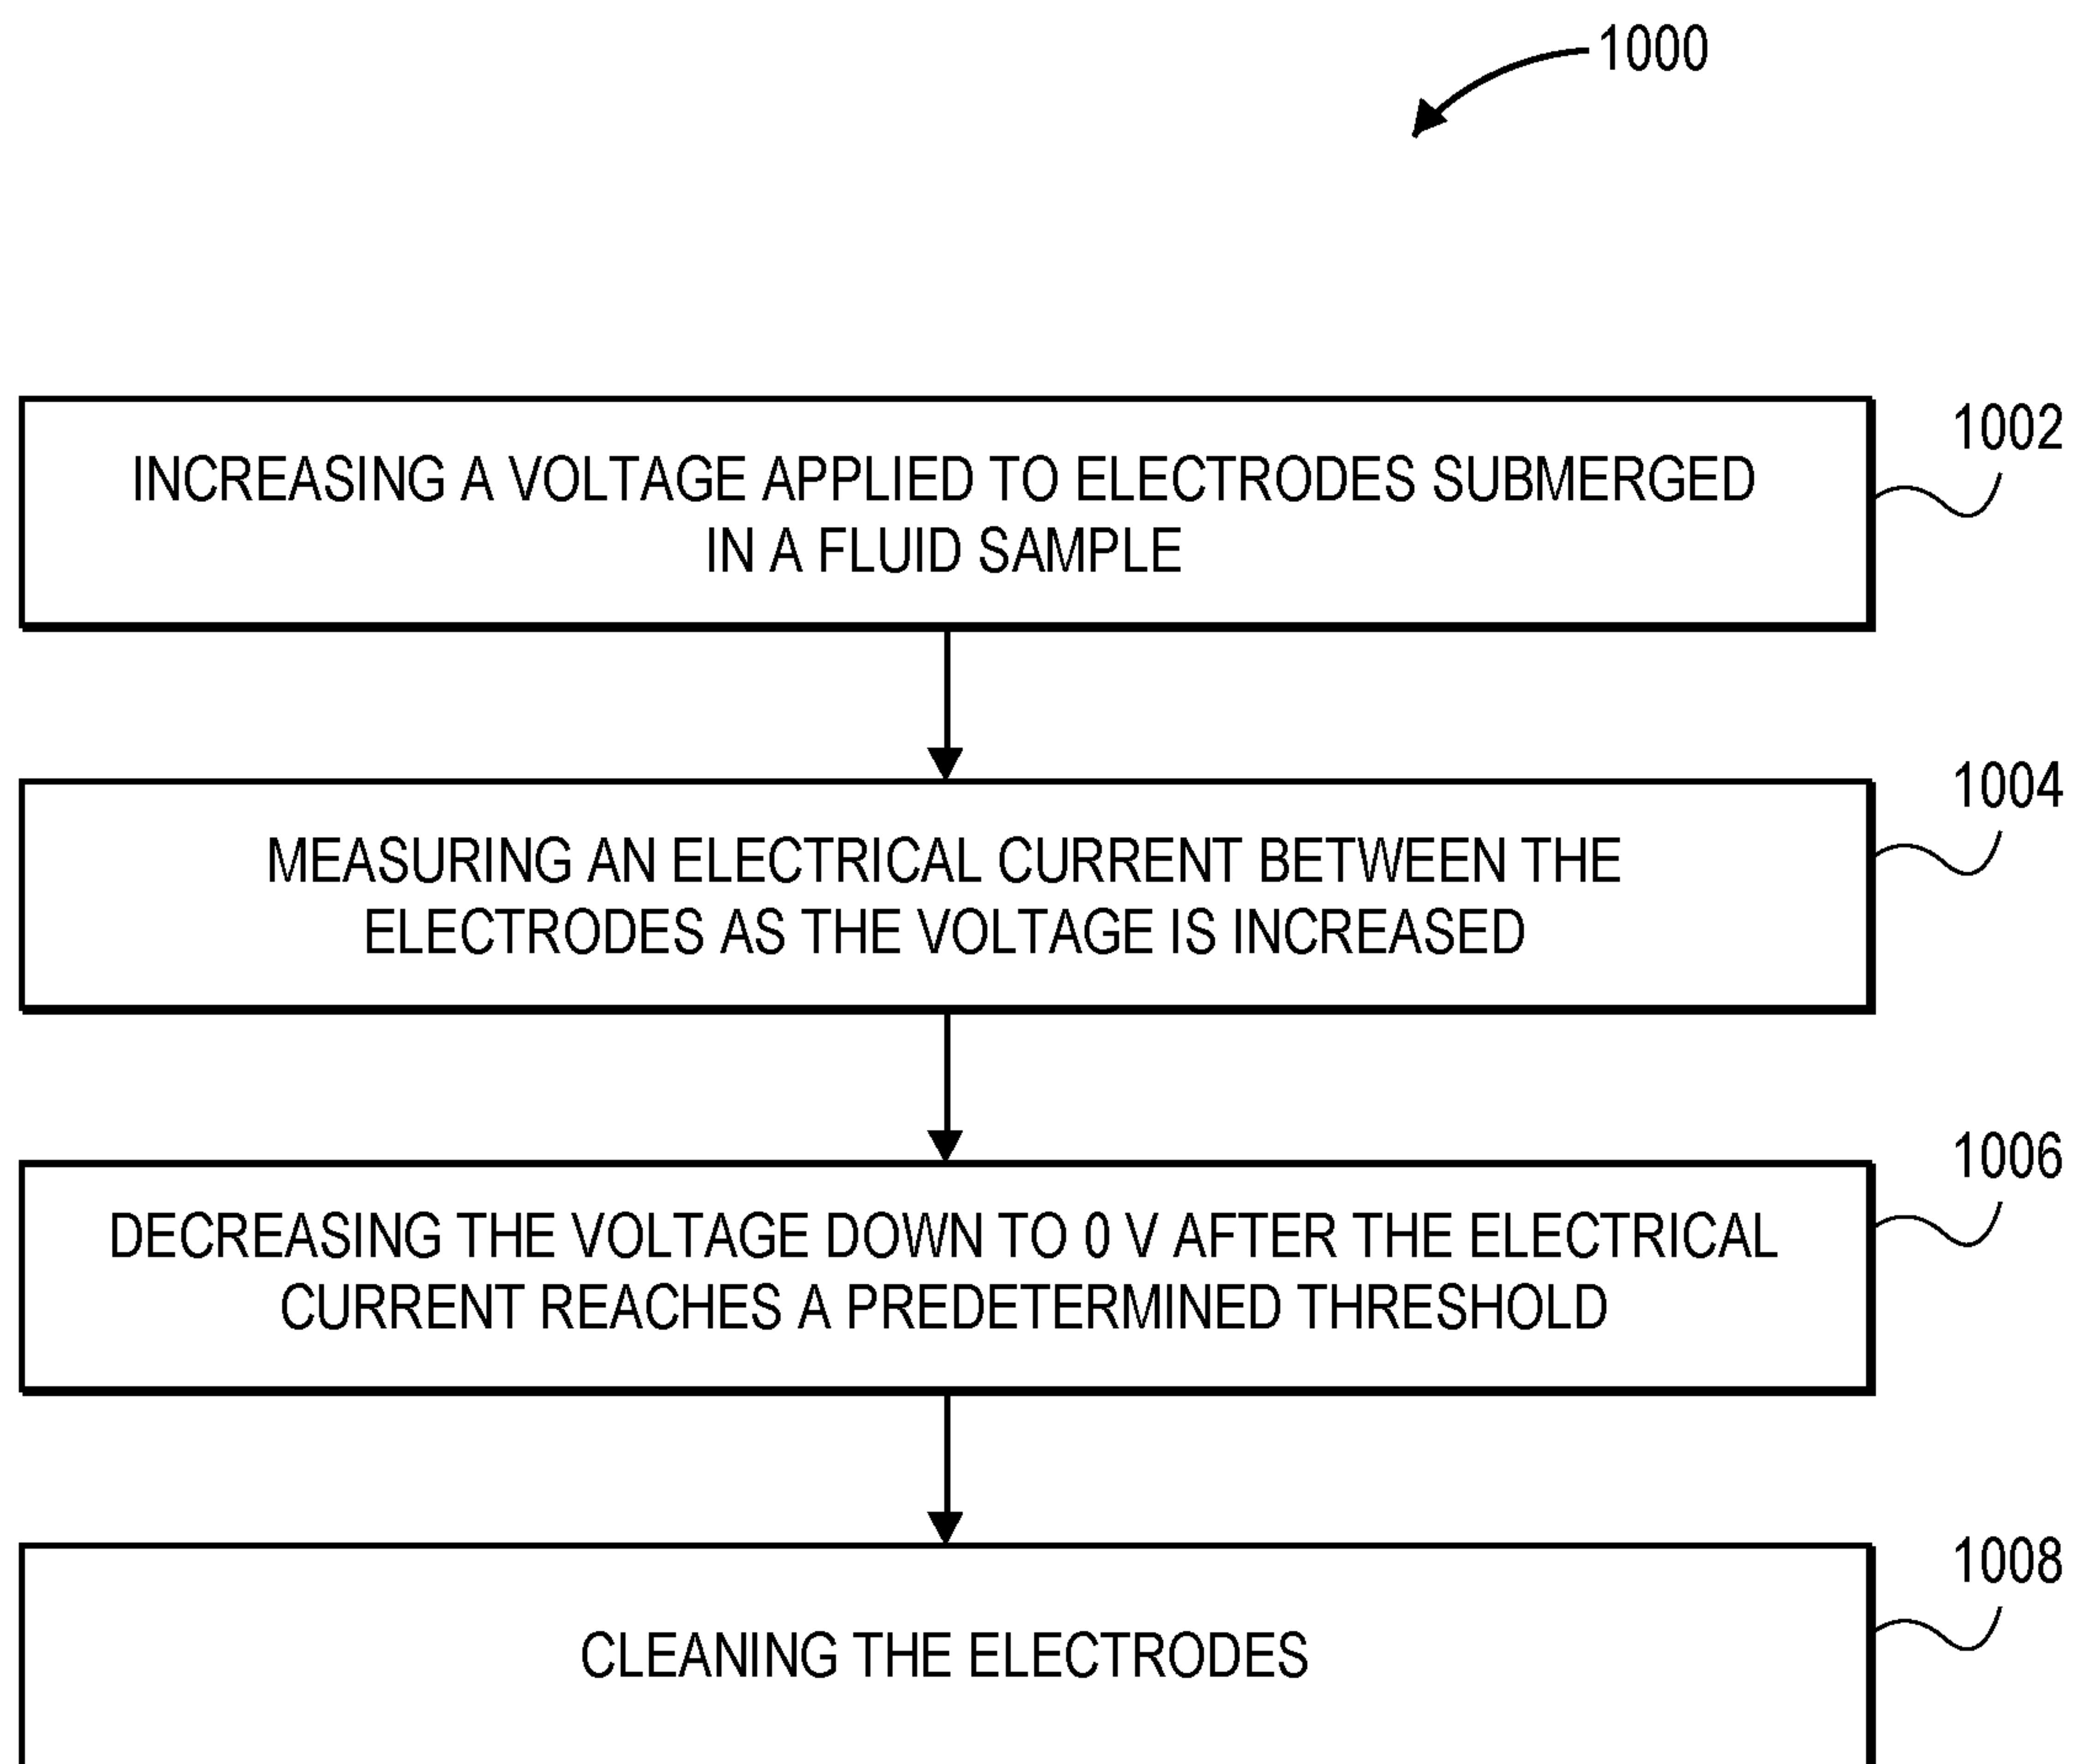 1000
INCREASING A VOLTAGE APPLIED TO ELECTRODES SUBMERGED
IN A FLUID SAMPLE
1002
MEASURING AN ELECTRICAL CURRENT BETWEEN THE
ELECTRODES AS THE VOLTAGE IS INCREASED
1004
DECREASING THE VOLTAGE DOWN TO 0 V AFTER THE ELECTRICAL
CURRENT REACHES A PREDETERMINED THRESHOLD
1006
CLEANING THE ELECTRODES
1008